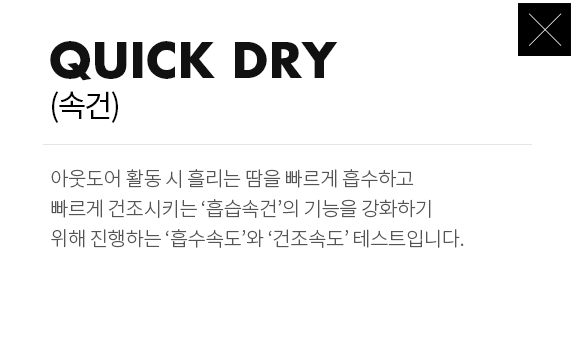 QUICK DRY
(속건)
아웃도어 활동 시 흘리는 땀을 빠르게 흡수하고
빠르게 건조시키는 ‘흡습속건’의 기능을 강화하기
위해 진행하는 ‘흡수속도’와 ‘건조속도’ 테스트입니다.